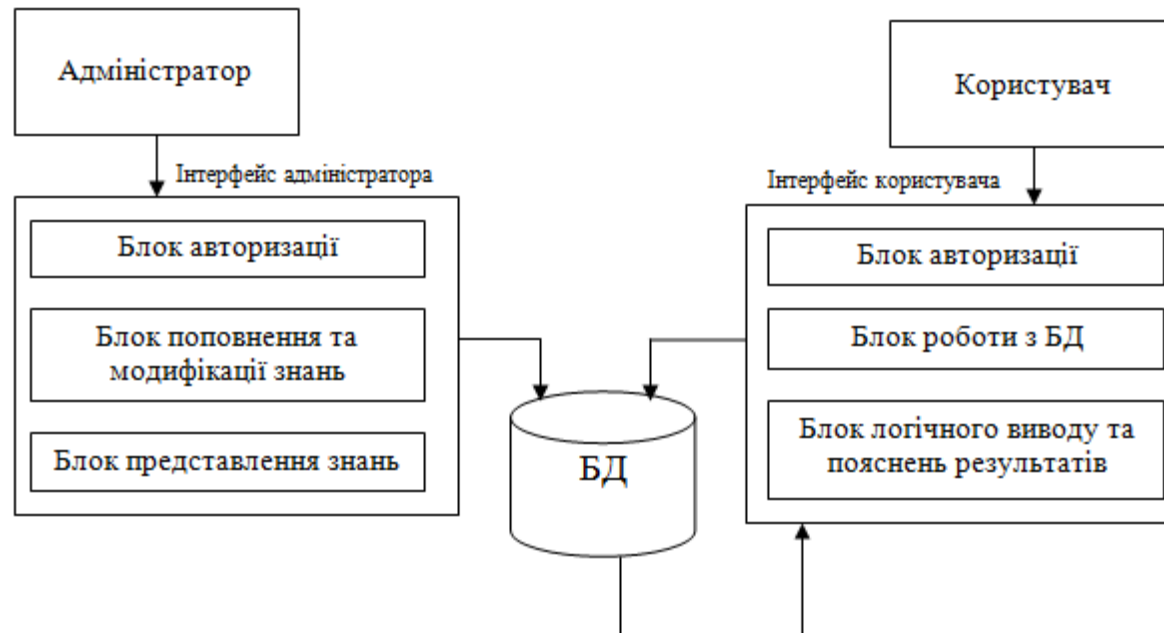 Адміністратор
Користувач
Інтерфейс адміністратора
Інтерфейс користувача
Блок авторизації
Блок поповнення та
модифікації знань
Блок представлення знань
БД
Блок авторизації
Блок роботи з БД
Блок логічного виводу та
пояснень результатів